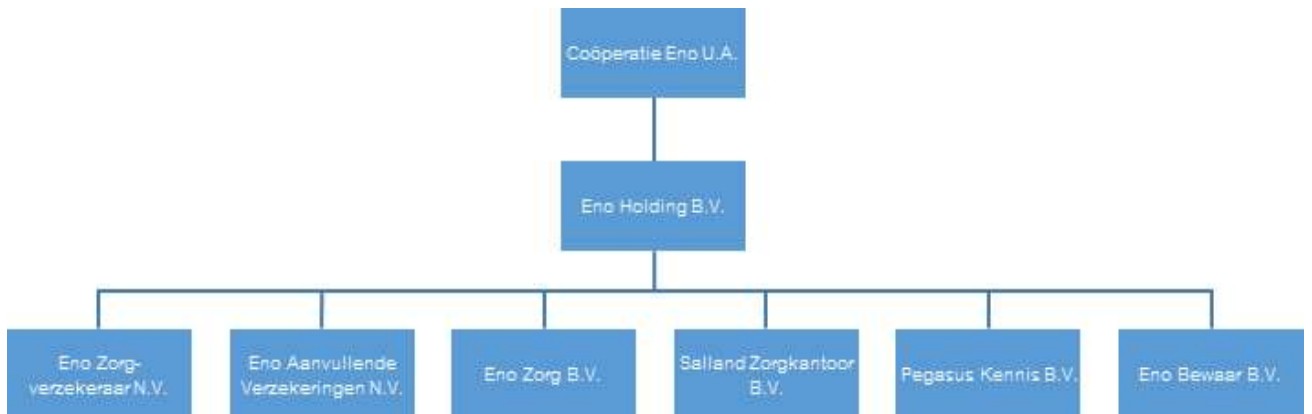 Coöperatie Eno U.A.
Eno Holding B.V.
Eno Zorg-
verzekeraar N.V.
Eno Aanvullende
Verzekeringen N.V.
Eno Zorg B.V.
Salland Zorgkantoor
B.V.
Pegasus Kennis B.V.
Eno Bewaar B.V.